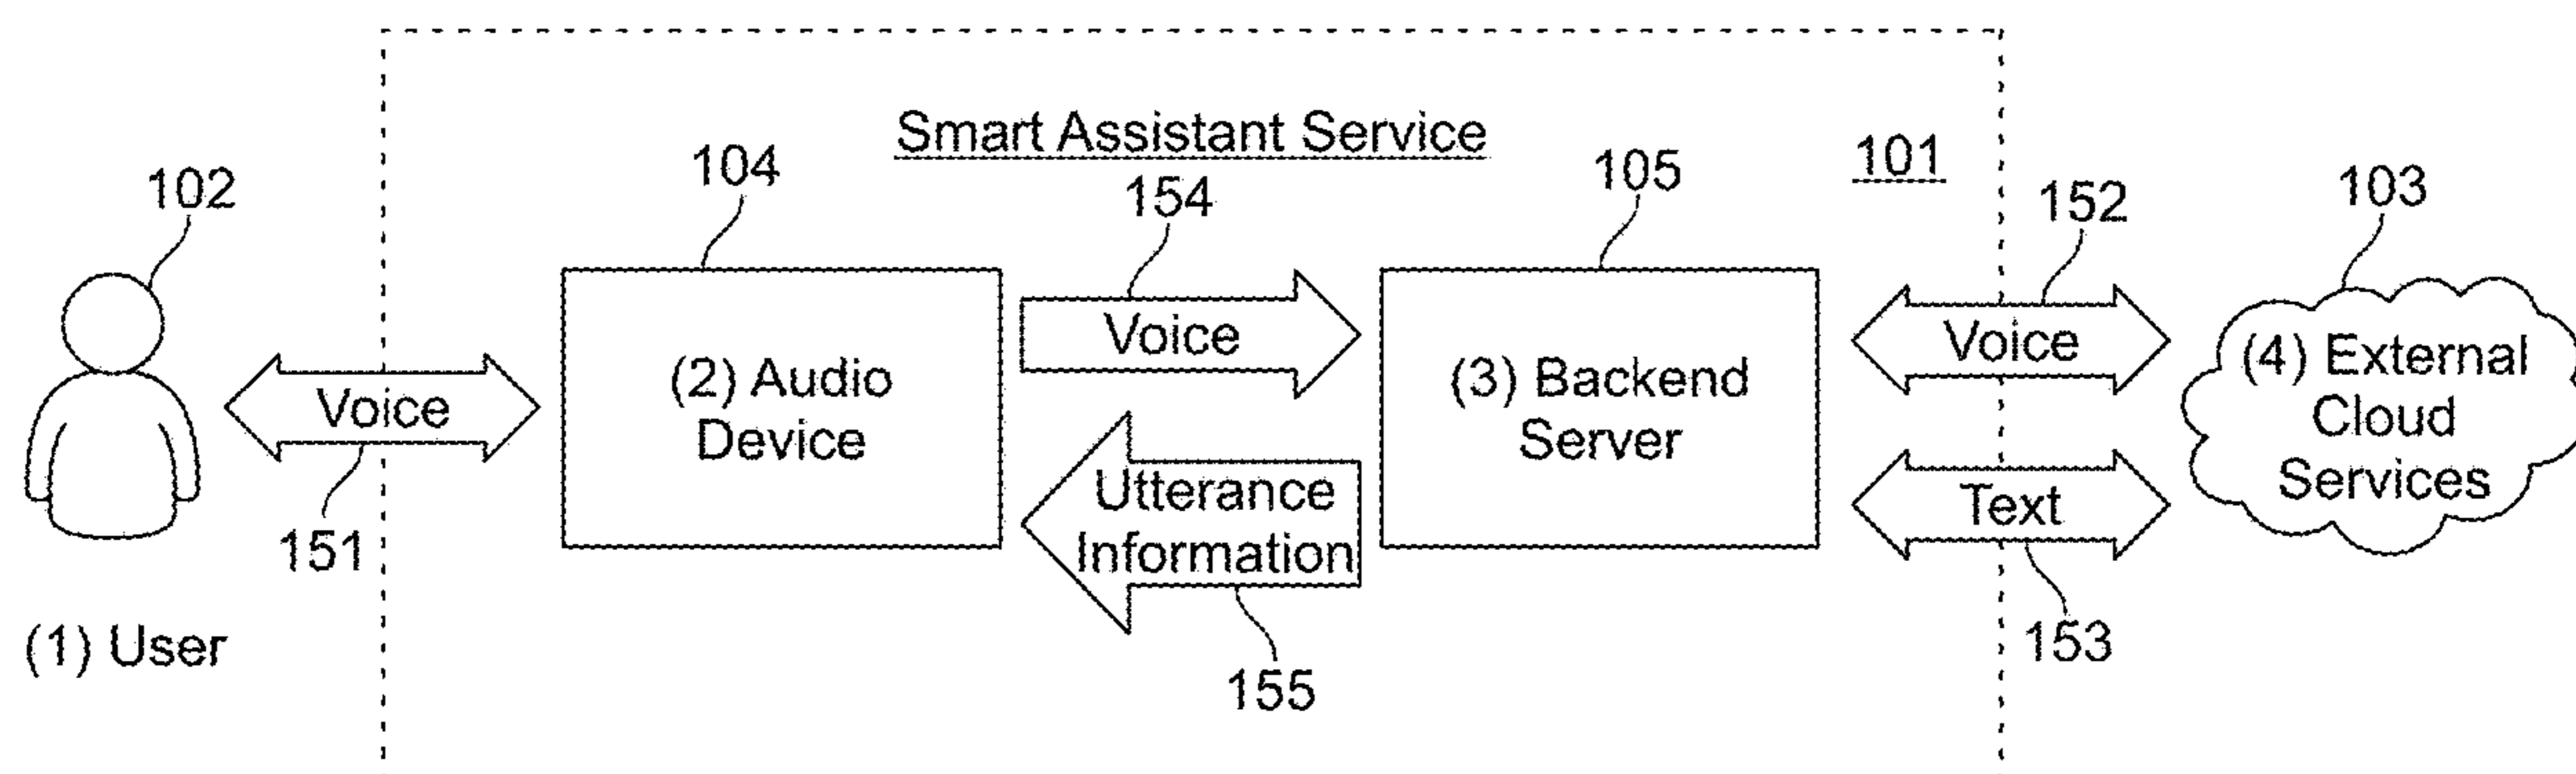 Smart Assistant Service
101
102
104
154
105
152
103
Voice
151
(2) Audio
Device
Voice
Utterance
Information
155
(3) Backend
Server
Voice
Text
153
(4) External
Cloud
Services
(1) User